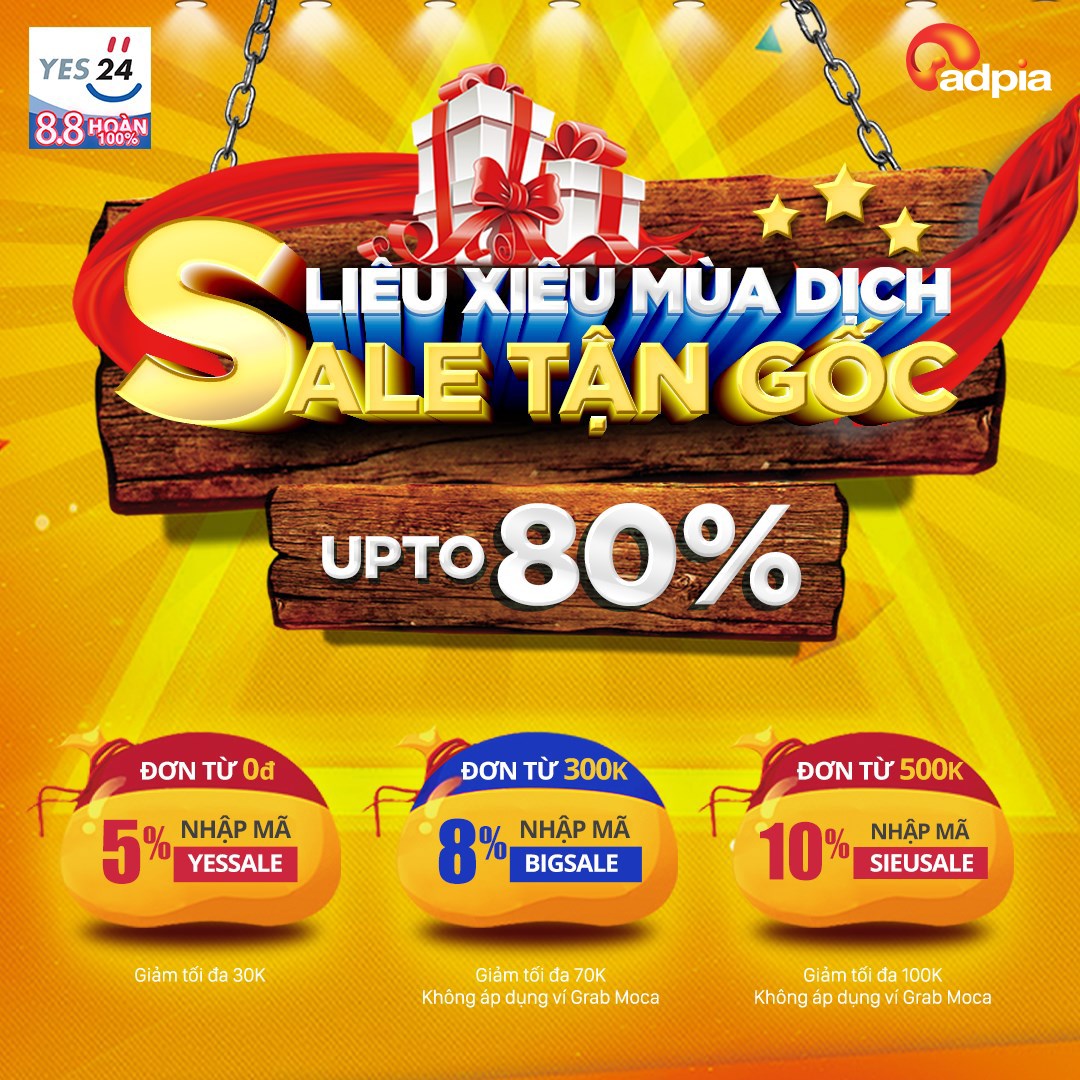 YES 24
8.8 HOÀN 100%
adpia
LIÊU XIÊU MÙA DỊCH
SALE TẬN GỐC
UPTO 80%
ĐƠN TỪ 0đ
5% NHẬP MÃ
YESSALE
Giảm tối đa 30K
ĐƠN TỪ 300K
8% NHẬP MÃ
BIGSALE
Giảm tối đa 70K
Không áp dụng ví Grab Moca
ĐƠN TỪ 500K
10% NHẬP MÃ
SIEUSALE
Giảm tối đa 100K
Không áp dụng ví Grab Moca